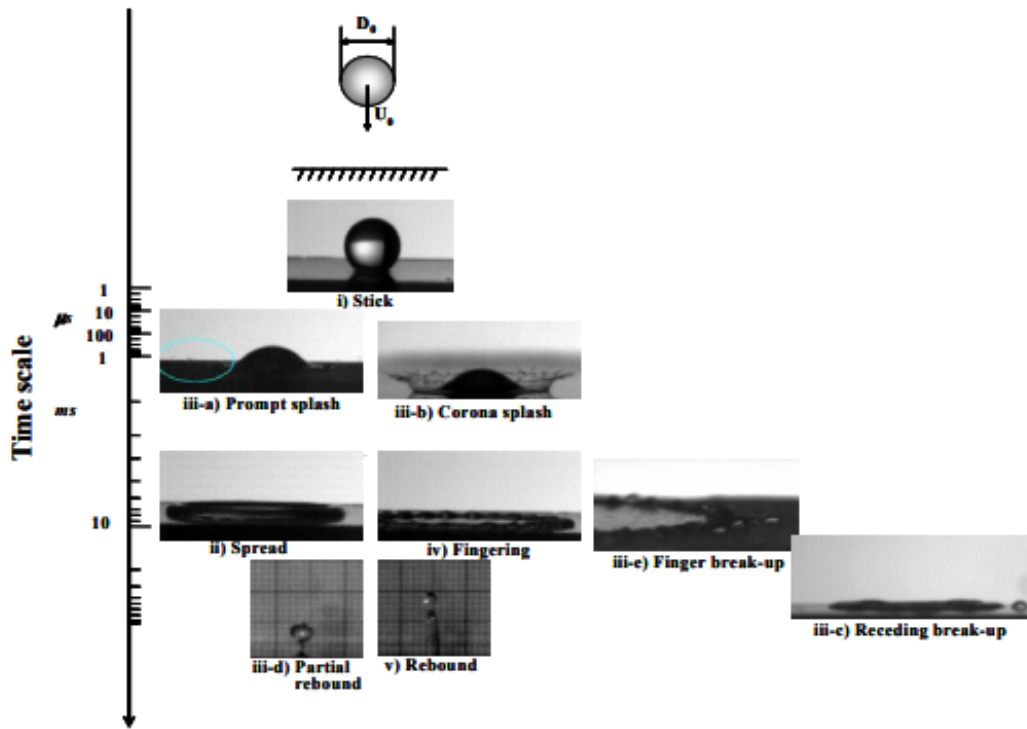 D₀
U₀
Time scale
1
μs
10
100
1
ms
10
i) Stick
iii-a) Prompt splash
iii-b) Corona splash
ii) Spread
iv) Fingering
iii-e) Finger break-up
iii-c) Receding break-up
iii-d) Partial
rebound
v) Rebound